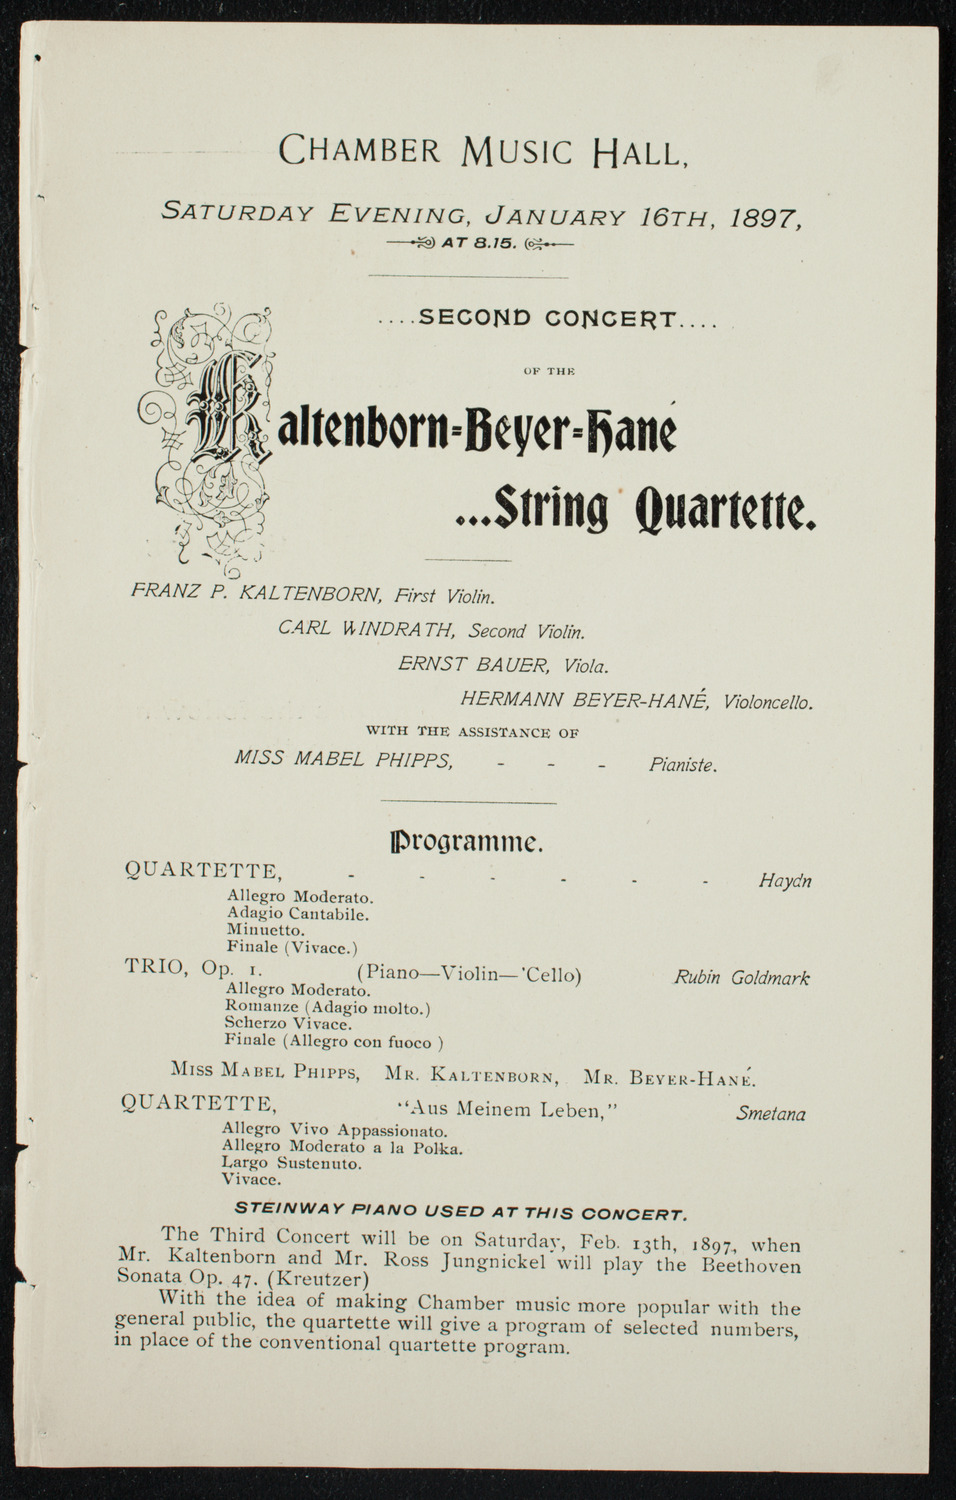 CHAMBER MUSIC HALL,
SATURDAY EVENING, JANUARY 16TH, 1897,
AT 8.15.
....SECOND CONCERT....
OF THE
Kaltenborn=Beyer=Hané
...String Quartette.
FRANZ P. KALTENBORN, First Violin.
CARL WINDRATH, Second Violin.
ERNST BAUER, Viola.
HERMANN BEYER-HANÉ, Violoncello.
WITH THE ASSISTANCE OF
MISS MABEL PHIPPS, - - - Pianiste.
Programme.
QUARTETTE, - - - - - - Haydn
Allegro Moderato.
Adagio Cantabile.
Minuetto.
Finale (Vivace.)
TRIO, Op. 1. (Piano—Violin—'Cello) Rubin Goldmark
Allegro Moderato.
Romanze (Adagio molto.)
Scherzo Vivace.
Finale (Allegro con fuoco )
MISS MABEL PHIPPS, MR. KALTENBORN, MR. BEYER-HANÉ.
QUARTETTE, "Aus Meinem Leben," Smetana
Allegro Vivo Appassionato.
Allegro Moderato a la Polka.
Largo Sustenuto.
Vivace.
STEINWAY PIANO USED AT THIS CONCERT.
The Third Concert will be on Saturday, Feb. 13th, 1897, when
Mr. Kaltenborn and Mr. Ross Jungnickel will play the Beethoven
Sonata Op. 47. (Kreutzer)
With the idea of making Chamber music more popular with the
general public, the quartette will give a program of selected numbers,
in place of the conventional quartette program.